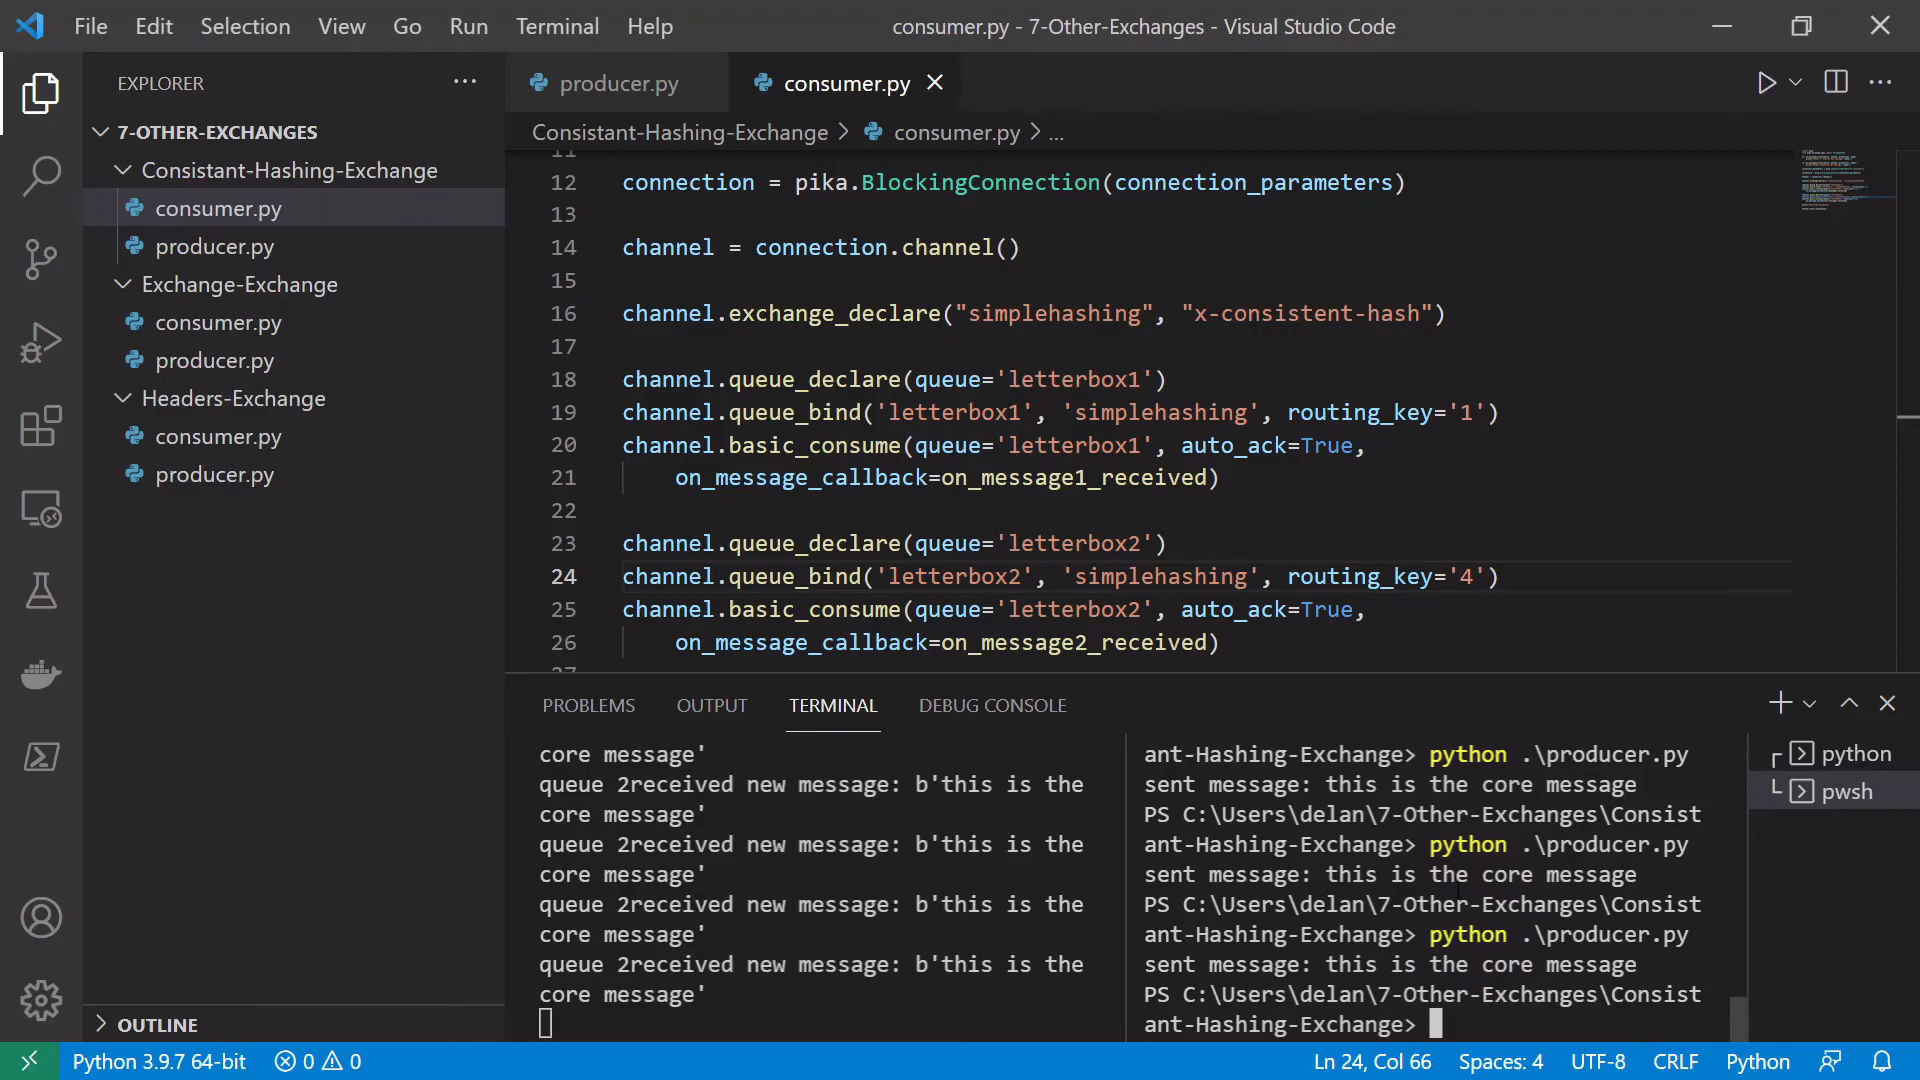 File Edit Selection View Go Run Terminal Help
consumer.py - 7-Other-Exchanges - Visual Studio Code
EXPLORER
7-OTHER-EXCHANGES
Consistant-Hashing-Exchange
consumer.py
producer.py
Exchange-Exchange
consumer.py
producer.py
Headers-Exchange
consumer.py
producer.py
OUTLINE
producer.py
consumer.py
Consistant-Hashing-Exchange > consumer.py > ...
11
12 connection = pika.BlockingConnection(connection_parameters)
13
14 channel = connection.channel()
15
16 channel.exchange_declare("simplehashing", "x-consistent-hash")
17
18 channel.queue_declare(queue='letterbox1')
19 channel.queue_bind('letterbox1', 'simplehashing', routing_key='1')
20 channel.basic_consume(queue='letterbox1', auto_ack=True,
21 on_message_callback=on_message1_received)
22
23 channel.queue_declare(queue='letterbox2')
24 channel.queue_bind('letterbox2', 'simplehashing', routing_key='4')
25 channel.basic_consume(queue='letterbox2', auto_ack=True,
26 on_message_callback=on_message2_received)
27
PROBLEMS OUTPUT TERMINAL DEBUG CONSOLE
core message'
queue 2received new message: b'this is the
core message'
queue 2received new message: b'this is the
core message'
queue 2received new message: b'this is the
core message'
queue 2received new message: b'this is the
core message'
ant-Hashing-Exchange> python .\producer.py
sent message: this is the core message
PS C:\Users\delan\7-Other-Exchanges\Consist
ant-Hashing-Exchange> python .\producer.py
sent message: this is the core message
PS C:\Users\delan\7-Other-Exchanges\Consist
ant-Hashing-Exchange> python .\producer.py
sent message: this is the core message
PS C:\Users\delan\7-Other-Exchanges\Consist
ant-Hashing-Exchange>
python
pwsh
Python 3.9.7 64-bit 0 0
Ln 24, Col 66 Spaces: 4 UTF-8 CRLF Python